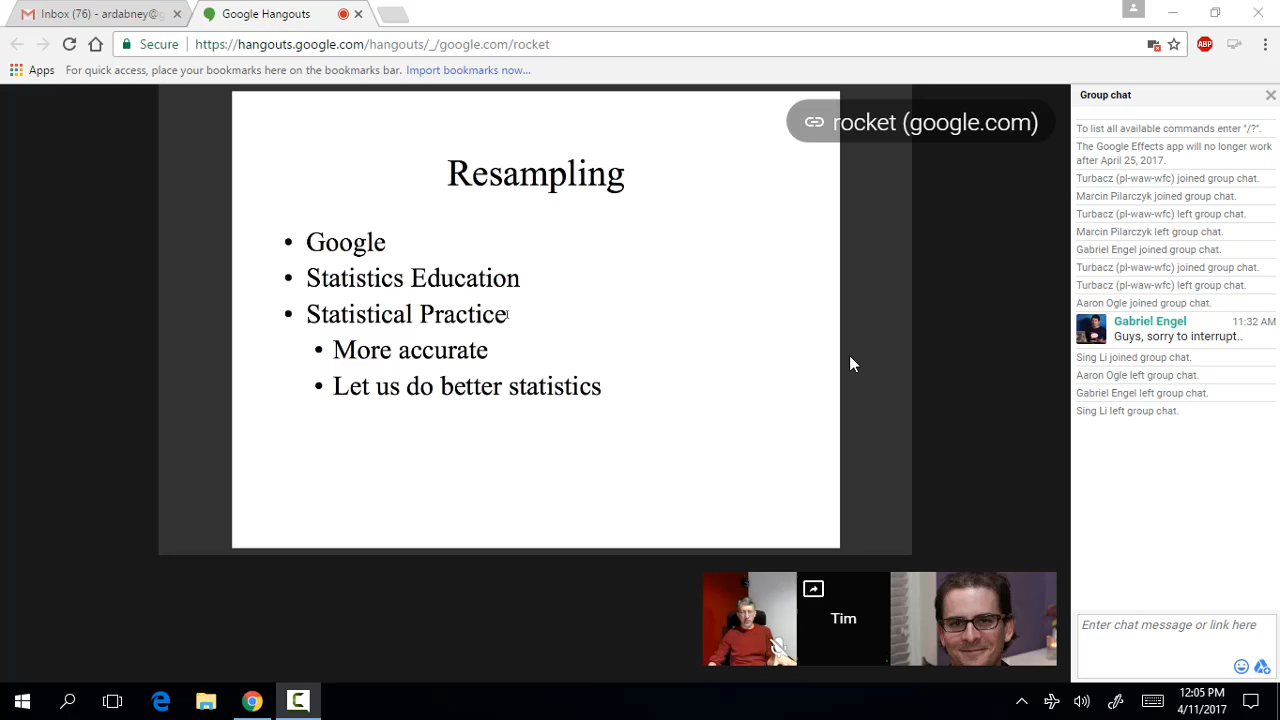 Inbox (76) - ardabney@g
Google Hangouts
Secure
https://hangouts.google.com/hangouts/_/google.com/rocket
ABP
Apps
For quick access, place your bookmarks here on the bookmarks bar. Import bookmarks now...
rocket (google.com)
Resampling
• Google
• Statistics Education
• Statistical Practice
• More accurate
• Let us do better statistics
Tim
Group chat
To list all available commands enter "/?".
The Google Effects app will no longer work
after April 25, 2017.
Turbacz (pl-waw-wfc) joined group chat.
Marcin Pilarczyk joined group chat.
Turbacz (pl-waw-wfc) left group chat.
Marcin Pilarczyk left group chat.
Gabriel Engel joined group chat.
Turbacz (pl-waw-wfc) joined group chat.
Turbacz (pl-waw-wfc) left group chat.
Aaron Ogle joined group chat.
Gabriel Engel 11:32 AM
Guys, sorry to interrupt..
Sing Li joined group chat.
Aaron Ogle left group chat.
Gabriel Engel left group chat.
Sing Li left group chat.
Enter chat message or link here
12:05 PM
4/11/2017